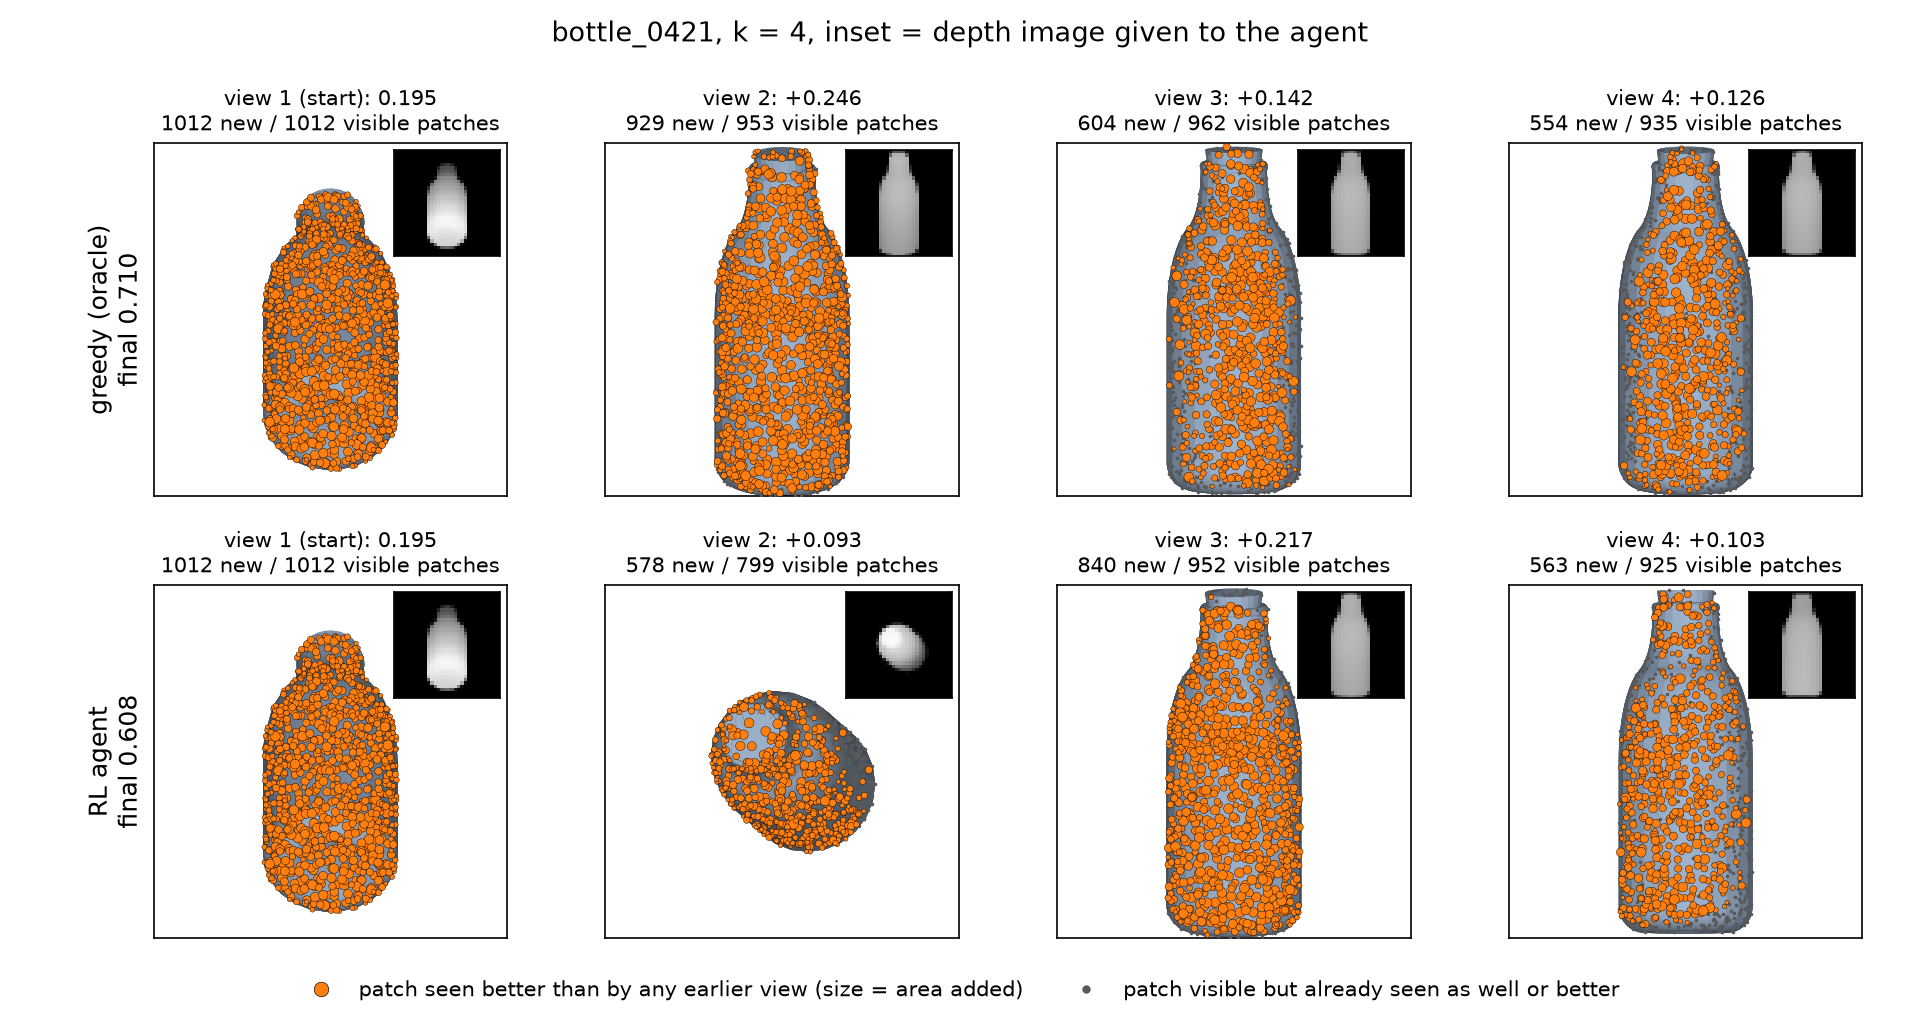 bottle_0421, k = 4, inset = depth image given to the agent
view 1 (start): 0.195
1012 new / 1012 visible patches
view 2: +0.246
929 new / 953 visible patches
view 3: +0.142
604 new / 962 visible patches
view 4: +0.126
554 new / 935 visible patches
greedy (oracle)
final 0.710
view 1 (start): 0.195
1012 new / 1012 visible patches
view 2: +0.093
578 new / 799 visible patches
view 3: +0.217
840 new / 952 visible patches
view 4: +0.103
563 new / 925 visible patches
RL agent
final 0.608
patch seen better than by any earlier view (size = area added)
patch visible but already seen as well or better